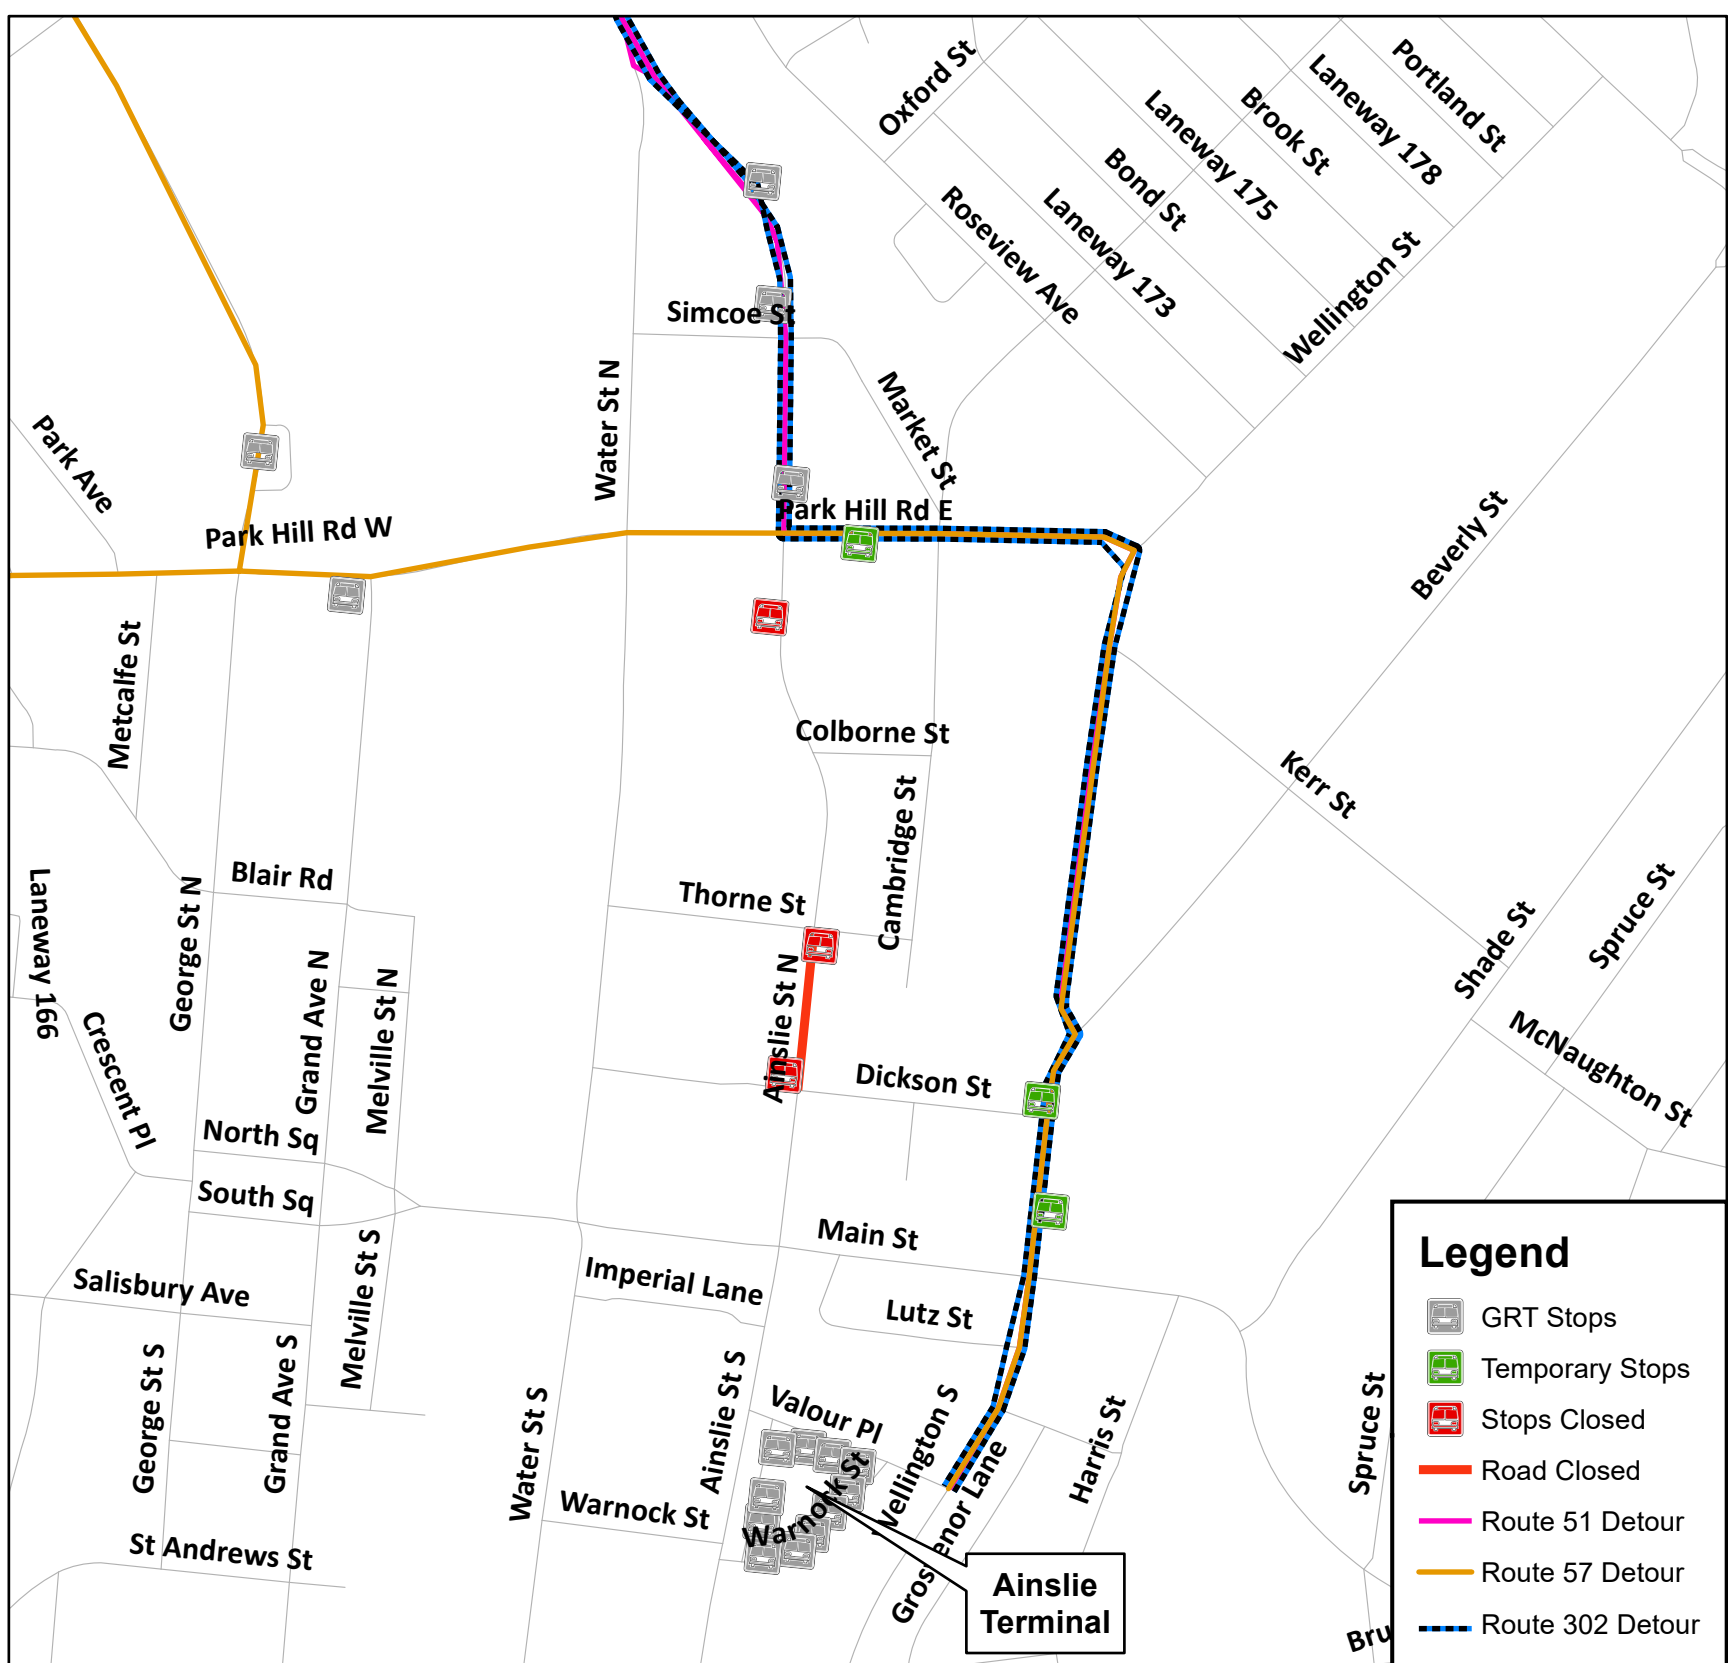 Oxford St
Portland St
Laneway 178
Brook St
Laneway 175
Bond St
Laneway 173
Roseview Ave
Wellington St
Simcoe St
Water St N
Market St
Park Ave
Park Hill Rd W
Park Hill Rd E
Beverly St
Metcalfe St
Colborne St
Kerr St
Cambridge St
Blair Rd
Thorne St
Laneway 166
George St N
Grand Ave N
Melville St N
Ainslie St N
Shade St
Spruce St
McNaughton St
Crescent Pl
Dickson St
North Sq
South Sq
Main St
Salisbury Ave
Imperial Lane
Lutz St
Melville St S
George St S
Grand Ave S
Water St S
Ainslie St S
Valour Pl
Wellington S
Harris St
Spruce St
Warnock St
Warnock St
Grosvenor Lane
St Andrews St
Ainslie
Terminal
Bru
Legend
GRT Stops
Temporary Stops
Stops Closed
Road Closed
Route 51 Detour
Route 57 Detour
Route 302 Detour